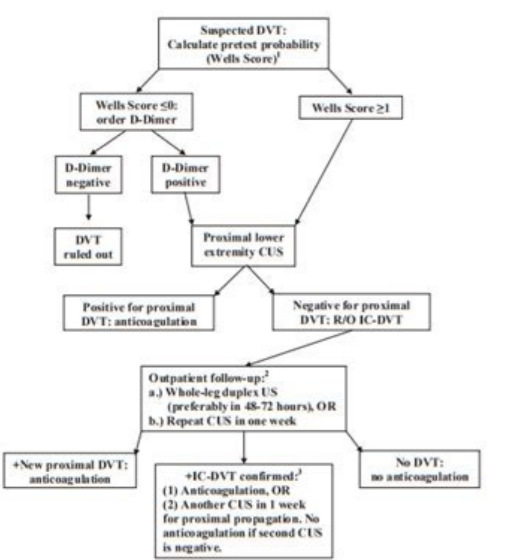 Suspected DVT:
Calculate pretest probability
(Wells Score)¹
Wells Score ≤0:
order D-Dimer
Wells Score ≥1
D-Dimer
negative
D-Dimer
positive
DVT
ruled out
Proximal lower
extremity CUS
Positive for proximal
DVT: anticoagulation
Negative for proximal
DVT: R/O IC-DVT
Outpatient follow-up:²
a.) Whole-leg duplex US
(preferably in 48-72 hours), OR
b.) Repeat CUS in one week
+New proximal DVT:
anticoagulation
+IC-DVT confirmed:³
(1) Anticoagulation, OR
(2) Another CUS in 1 week
for proximal propagation. No
anticoagulation if second CUS
is negative.
No DVT:
no anticoagulation